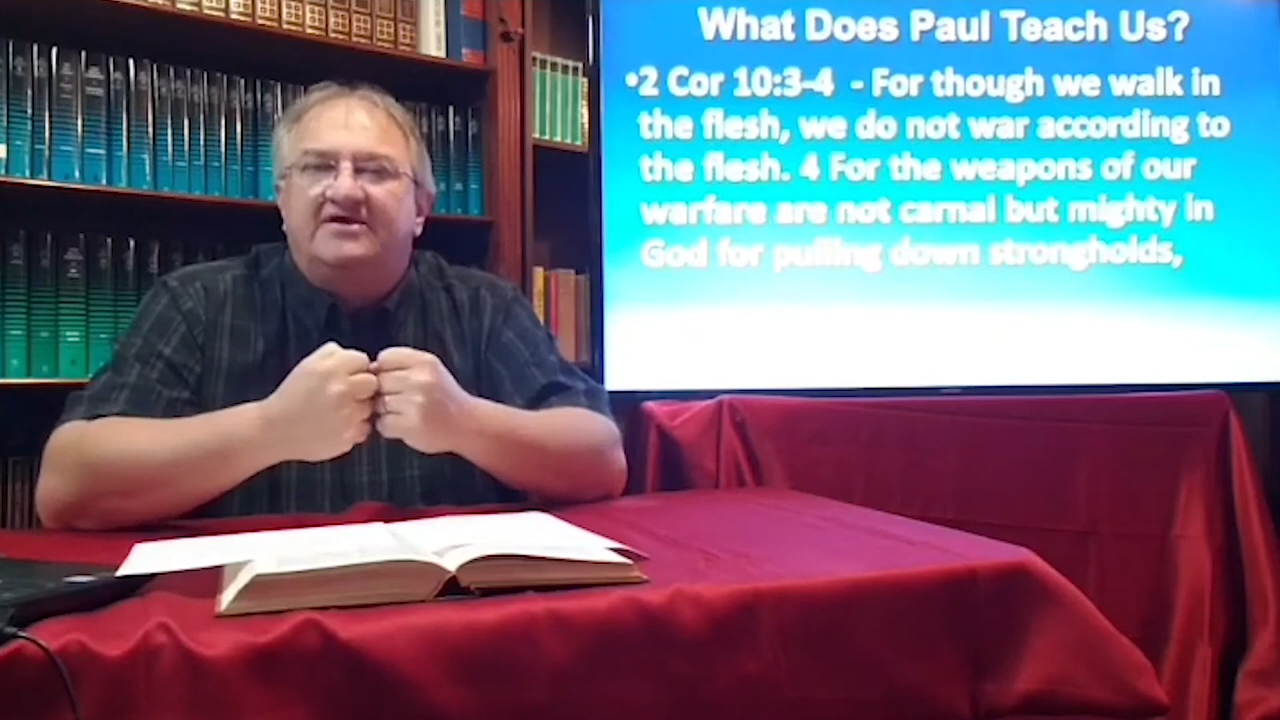 What Does Paul Teach Us?
•2 Cor 10:3-4 - For though we walk in
the flesh, we do not war according to
the flesh. 4 For the weapons of our
warfare are not carnal but mighty in
God for pulling down strongholds,